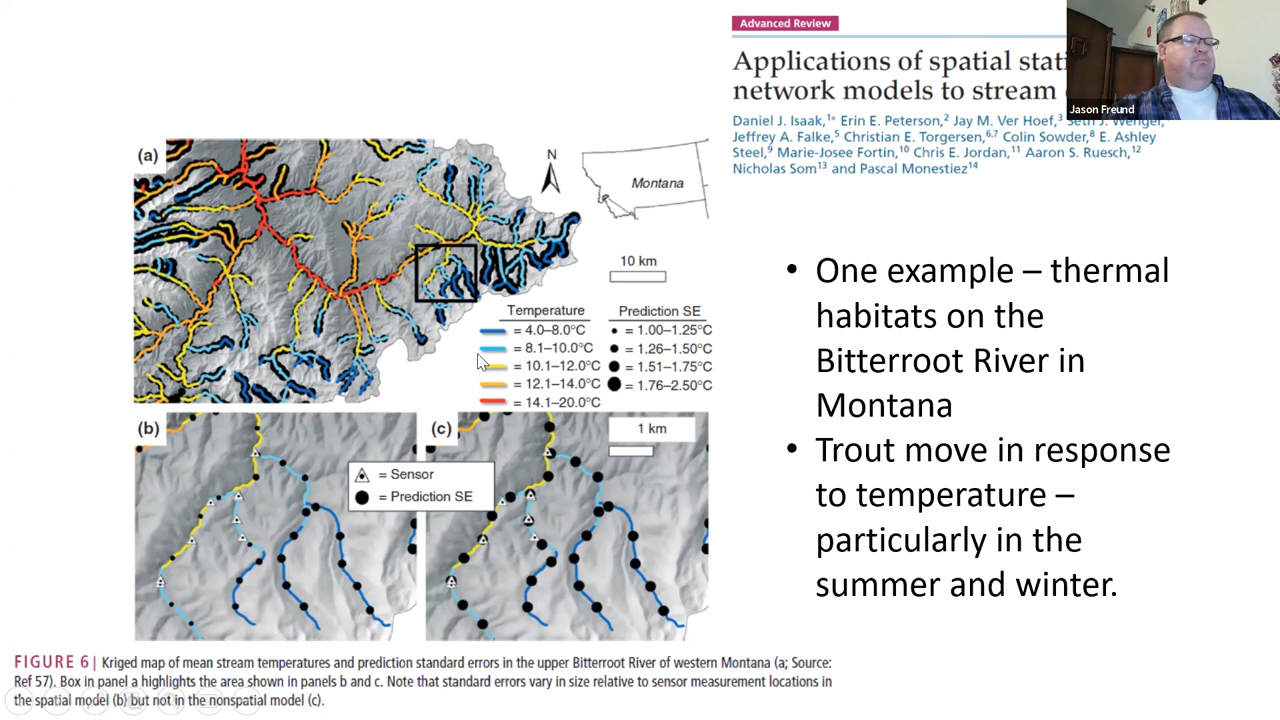 Advanced Review
Applications of spatial stati
network models to stream
Daniel J. Isaak,1* Erin E. Peterson,2 Jay M. Ver Hoef,3 Seth J. Wenger,
Jeffrey A. Falke,5 Christian E. Torgersen,6,7 Colin Sowder,8 E. Ashley
Steel,9 Marie-Josee Fortin,10 Chris E. Jordan,11 Aaron S. Ruesch,12
Nicholas Som13 and Pascal Monestiez14
Jason Freund
(a)
N
Montana
10 km
Temperature
= 4.0–8.0°C
= 8.1–10.0°C
= 10.1–12.0°C
= 12.1–14.0°C
= 14.1–20.0°C
Prediction SE
= 1.00–1.25°C
= 1.26–1.50°C
= 1.51–1.75°C
= 1.76–2.50°C
(b)
= Sensor
= Prediction SE
(c)
1 km
• One example – thermal
habitats on the
Bitterroot River in
Montana
• Trout move in response
to temperature –
particularly in the
summer and winter.
FIGURE 6 | Kriged map of mean stream temperatures and prediction standard errors in the upper Bitterroot River of western Montana (a; Source:
Ref 57). Box in panel a highlights the area shown in panels b and c. Note that standard errors vary in size relative to sensor measurement locations in
the spatial model (b) but not in the nonspatial model (c).